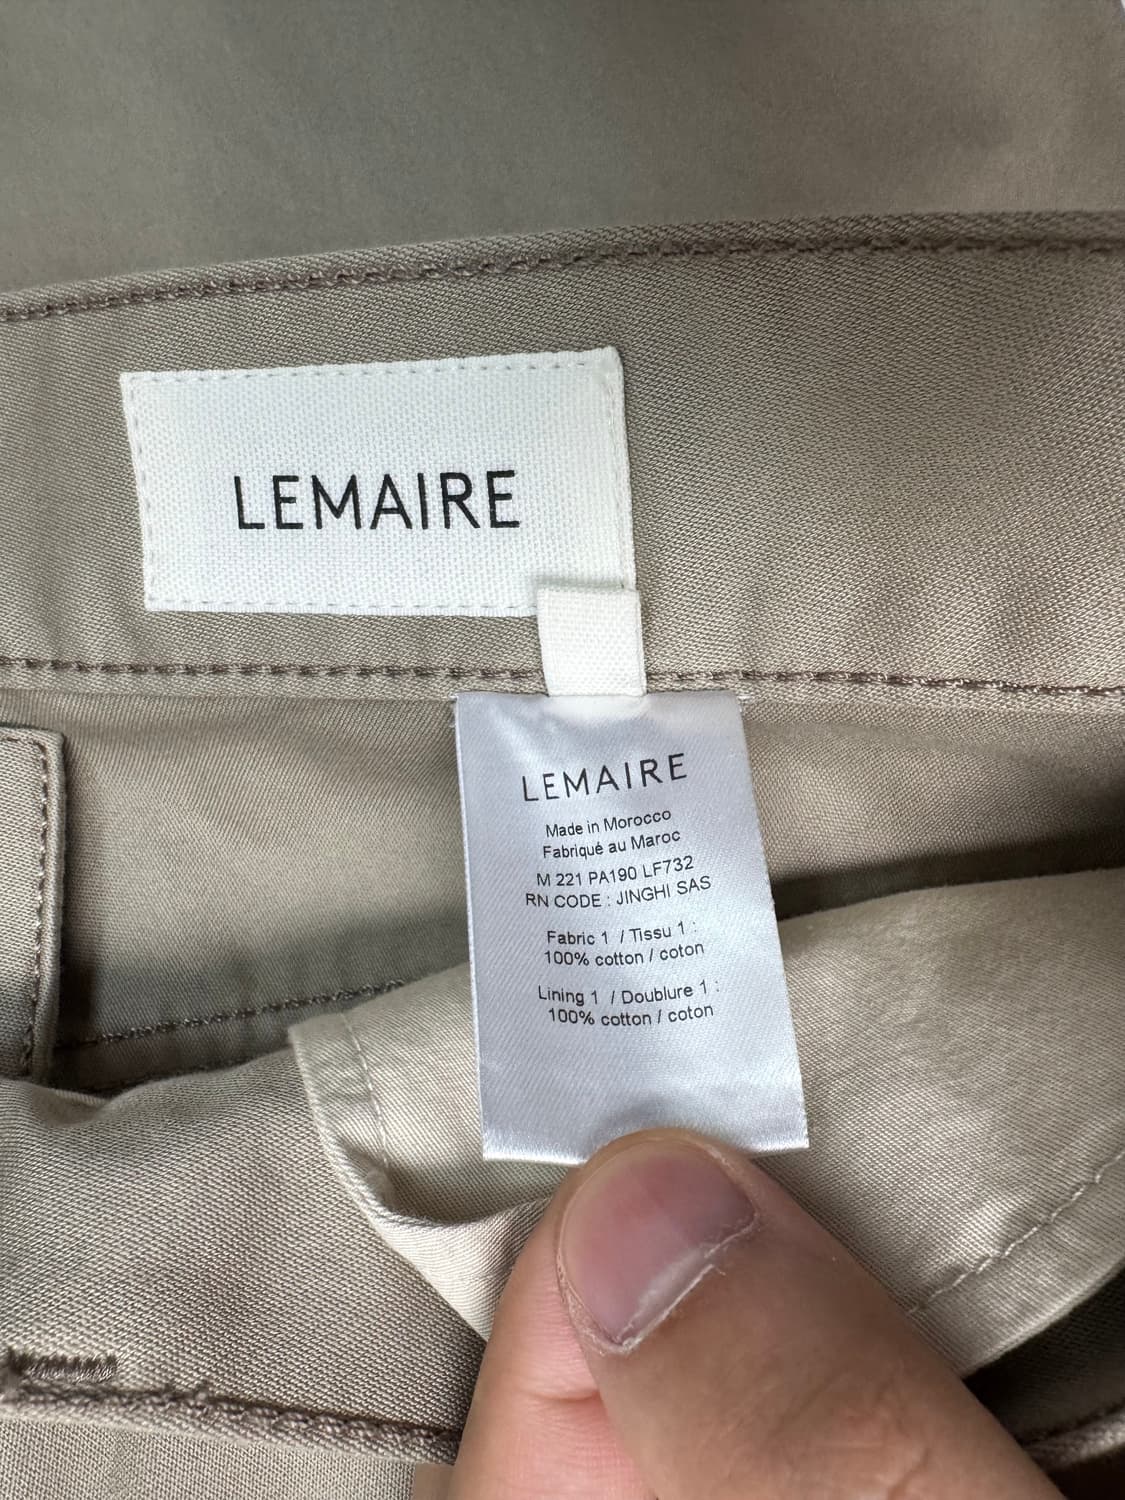 LEMAIRE
LEMAIRE
Made in Morocco
Fabriqué au Maroc
M 221 PA190 LF732
RN CODE : JINGHI SAS
Fabric 1 / Tissu 1 :
100% cotton / coton
Lining 1 / Doublure 1 :
100% cotton / coton